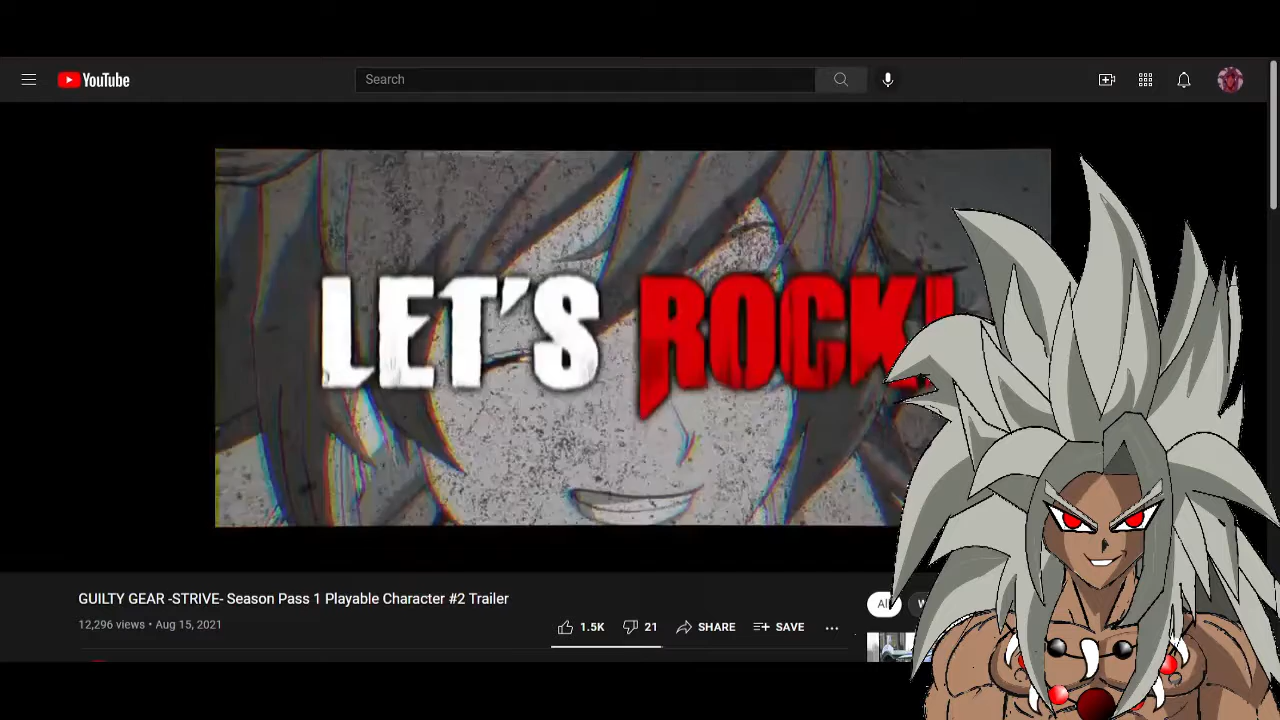 YouTube
Search
LET'S ROCK!
GUILTY GEAR -STRIVE- Season Pass 1 Playable Character #2 Trailer
12,296 views • Aug 15, 2021
1.5K
21
SHARE
SAVE